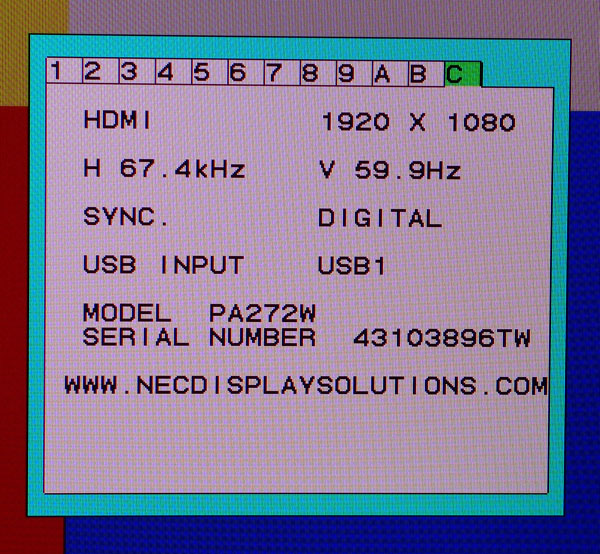 1 2 3 4 5 6 7 8 9 A B C
HDMI 1920 X 1080
H 67.4kHz V 59.9Hz
SYNC. DIGITAL
USB INPUT USB1
MODEL PA272W
SERIAL NUMBER 43103896TW
WWW.NECDISPLAYSOLUTIONS.COM